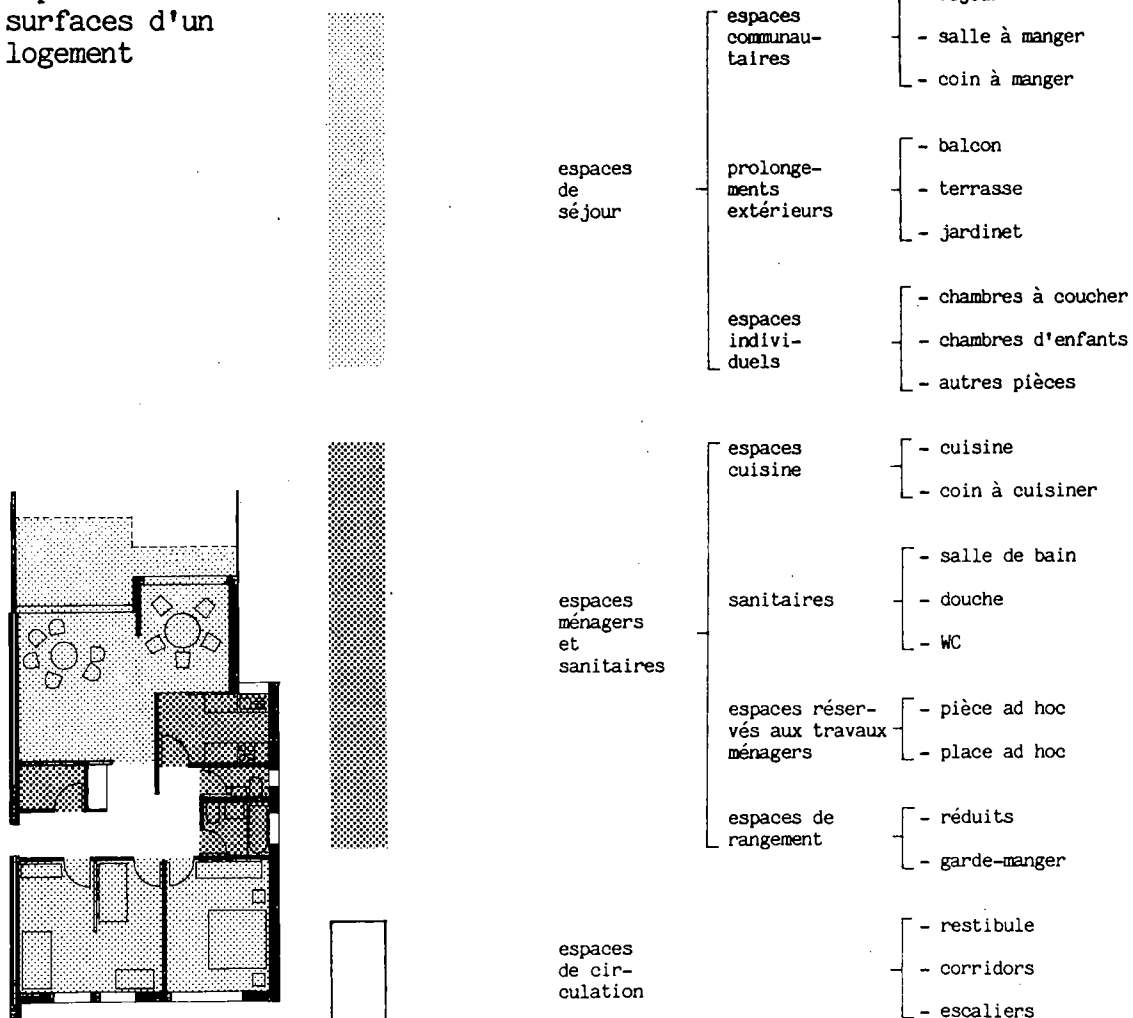 surfaces d'un
logement
espaces
de
séjour
espaces
communau-
taires
- salle à manger
- coin à manger
prolonge-
ments
extérieurs
- balcon
- terrasse
- jardinet
espaces
indivi-
duels
- chambres à coucher
- chambres d'enfants
- autres pièces
espaces
ménagers
et
sanitaires
espaces
cuisine
- cuisine
- coin à cuisiner
sanitaires
- salle de bain
- douche
- WC
espaces réser-
vés aux travaux
ménagers
- pièce ad hoc
- place ad hoc
espaces de
rangement
- réduits
- garde-manger
espaces
de cir-
culation
- restibule
- corridors
- escaliers